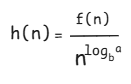 h(n) = f(n) / n^(log_b a)